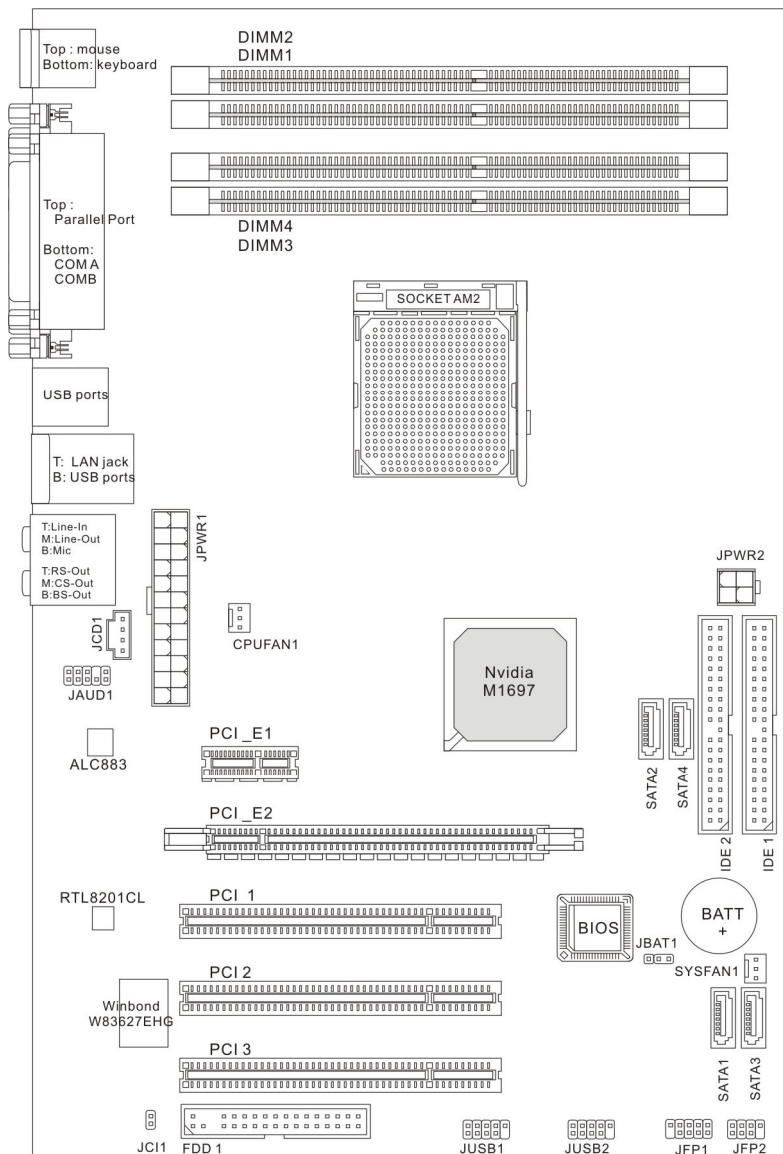 DIMM2
DIMM1
Top : mouse
Bottom: keyboard
Top :
Parallel Port
Bottom:
COM A
COMB
DIMM4
DIMM3
SOCKET AM2
USB ports
T: LAN jack
B: USB ports
T:Line-In
M:Line-Out
B:Mic
T:RS-Out
M:CS-Out
B:BS-Out
JPWR1
JPWR2
JCD1
CPUFAN1
JAUD1
Nvidia
M1697
ALC883
PCI _E1
SATA2
SATA4
IDE 2
IDE 1
PCI _E2
RTL8201CL
PCI 1
BIOS
BATT
+
JBAT1
SYSFAN1
PCI 2
Winbond
W83627EHG
SATA1
SATA3
PCI 3
JCI1
FDD 1
JUSB1
JUSB2
JFP1
JFP2